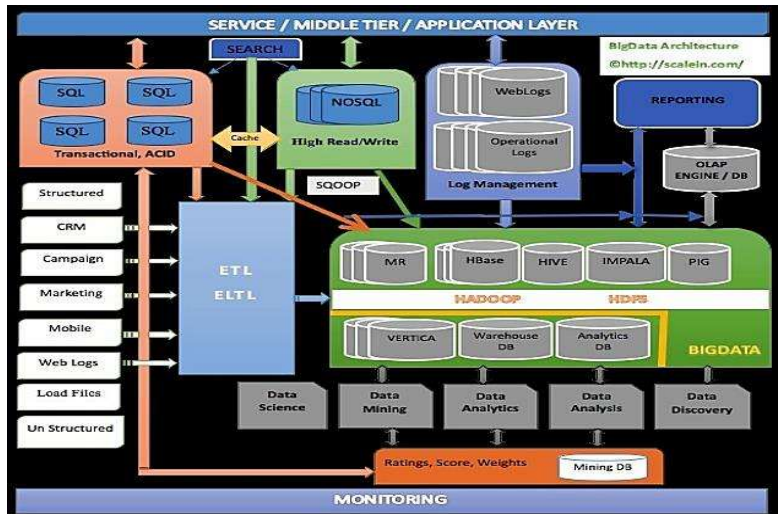 SERVICE / MIDDLE TIER / APPLICATION LAYER
SEARCH
BigData Architecture
©http://scalein.com/
SQL
SQL
SQL
SQL
Transactional, ACID
Cache
NOSQL
High Read/Write
WebLogs
Operational
Logs
Log Management
REPORTING
OLAP
ENGINE / DB
SQOOP
Structured
CRM
Campaign
Marketing
Mobile
Web Logs
Load Files
Un Structured
ETL
ELTL
MR
HBase
HIVE
IMPALA
PIG
HADOOP
HDFS
VERTICA
Warehouse
DB
Analytics
DB
BIGDATA
Data
Science
Data
Mining
Data
Analytics
Data
Analysis
Data
Discovery
Ratings, Score, Weights
Mining DB
MONITORING